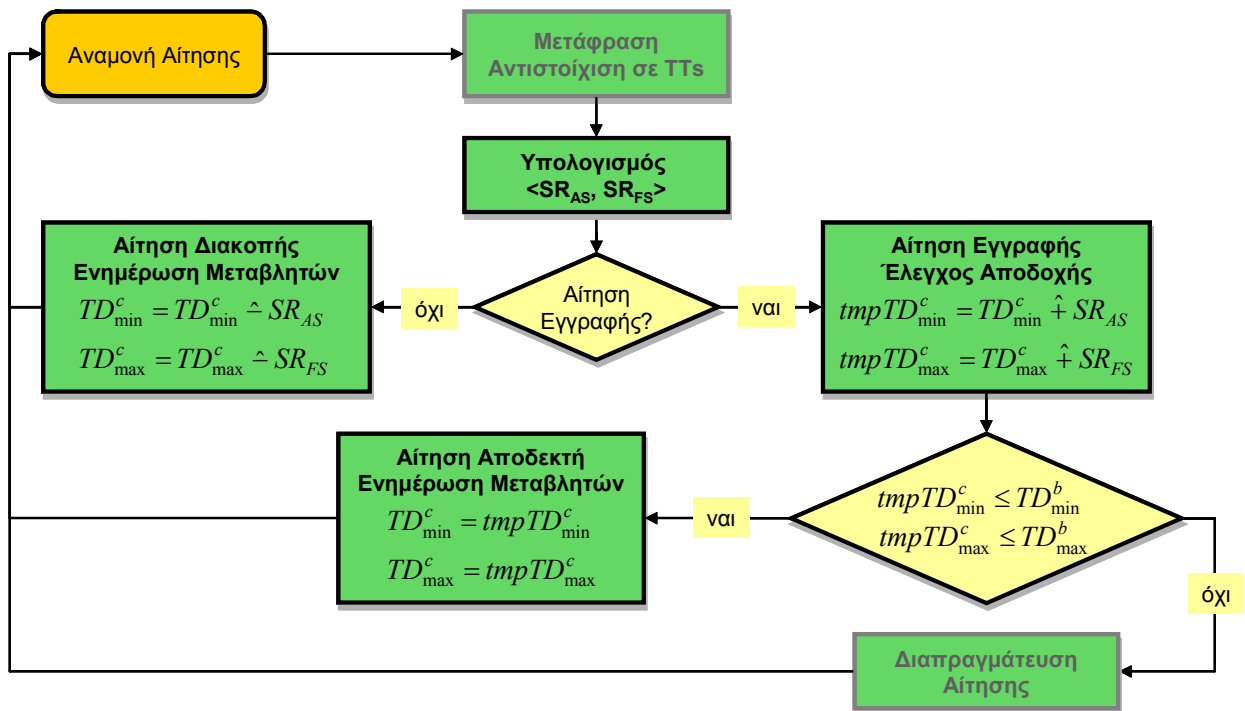 Αναμονή Αίτησης
Μετάφραση
Αντιστοίχιση σε TTs
Υπολογισμός
<SR_AS, SR_FS>
Αίτηση Διακοπής
Ενημέρωση Μεταβλητών
TD^c_min = TD^c_min ∸̂ SR_AS
TD^c_max = TD^c_max ∸̂ SR_FS
όχι
Αίτηση
Εγγραφής?
ναι
Αίτηση Εγγραφής
Έλεγχος Αποδοχής
tmpTD^c_min = TD^c_min +̂ SR_AS
tmpTD^c_max = TD^c_max +̂ SR_FS
Αίτηση Αποδεκτή
Ενημέρωση Μεταβλητών
TD^c_min = tmpTD^c_min
TD^c_max = tmpTD^c_max
ναι
tmpTD^c_min ≤ TD^b_min
tmpTD^c_max ≤ TD^b_max
όχι
Διαπραγμάτευση
Αίτησης